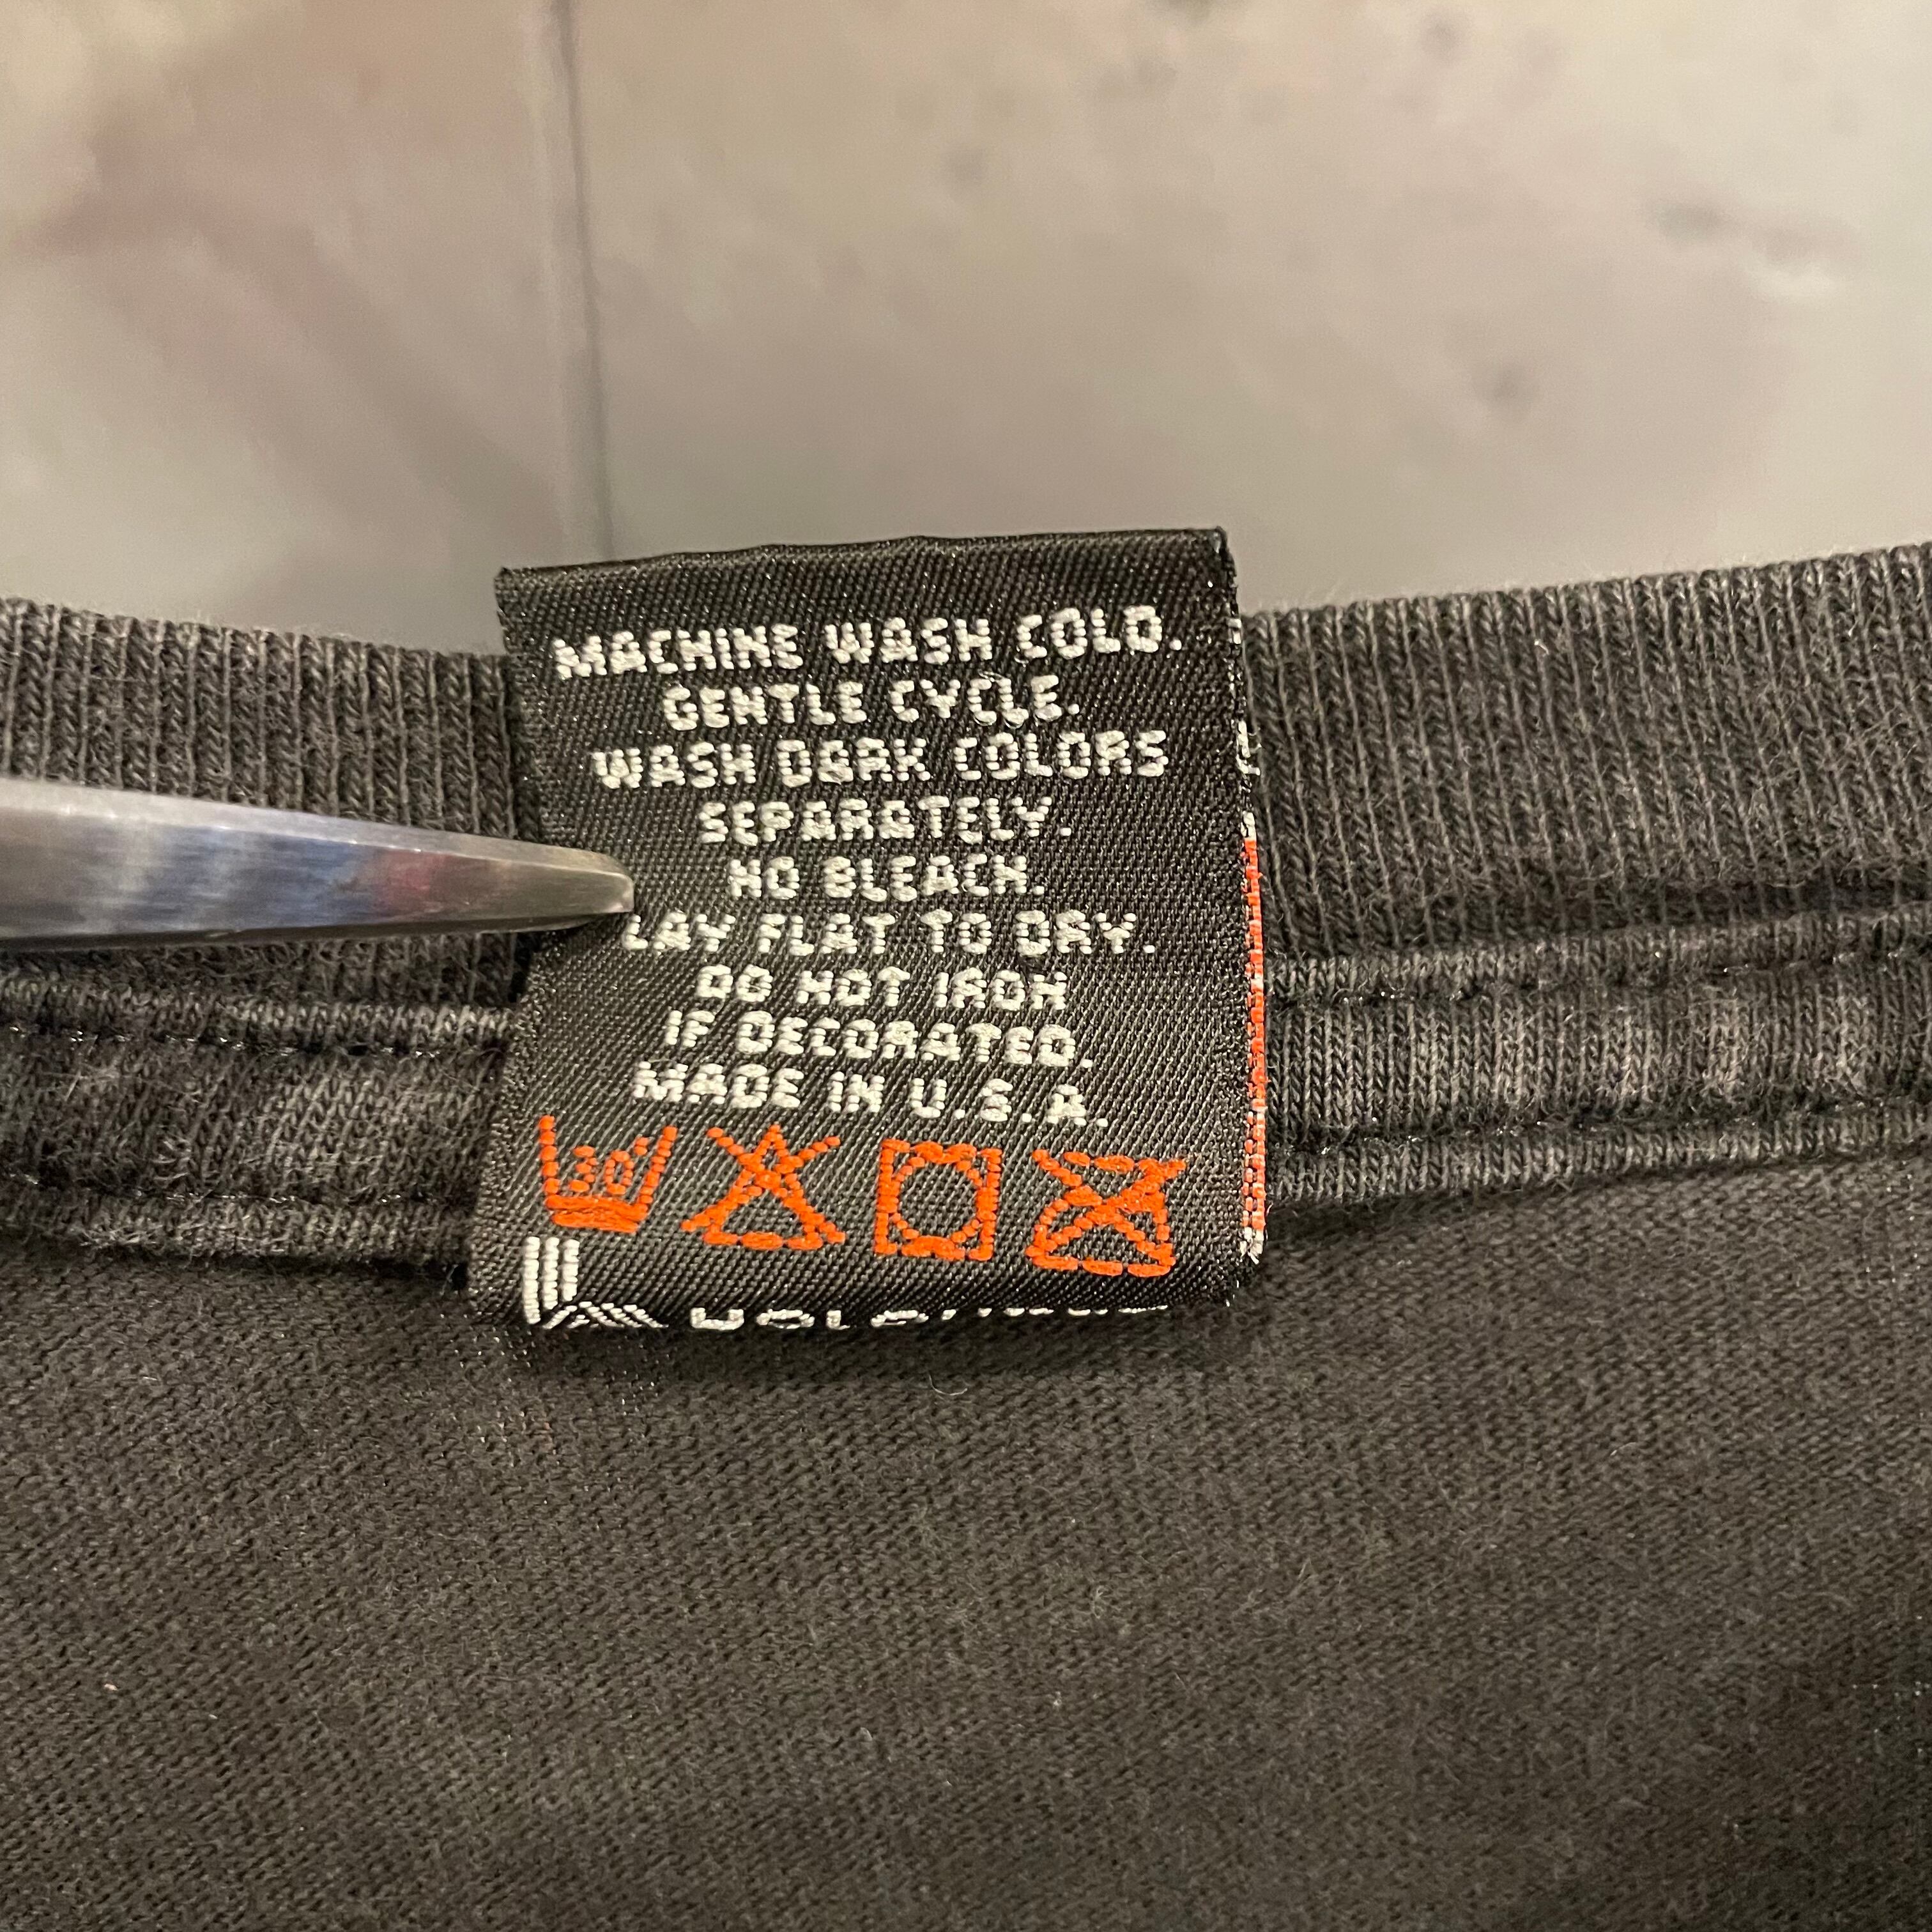 MACHINE WASH COLD.
GENTLE CYCLE.
WASH DARK COLORS
SEPARATELY.
NO BLEACH.
LAY FLAT TO DRY.
DO NOT IRON
IF DECORATED.
MADE IN U.S.A.
30°